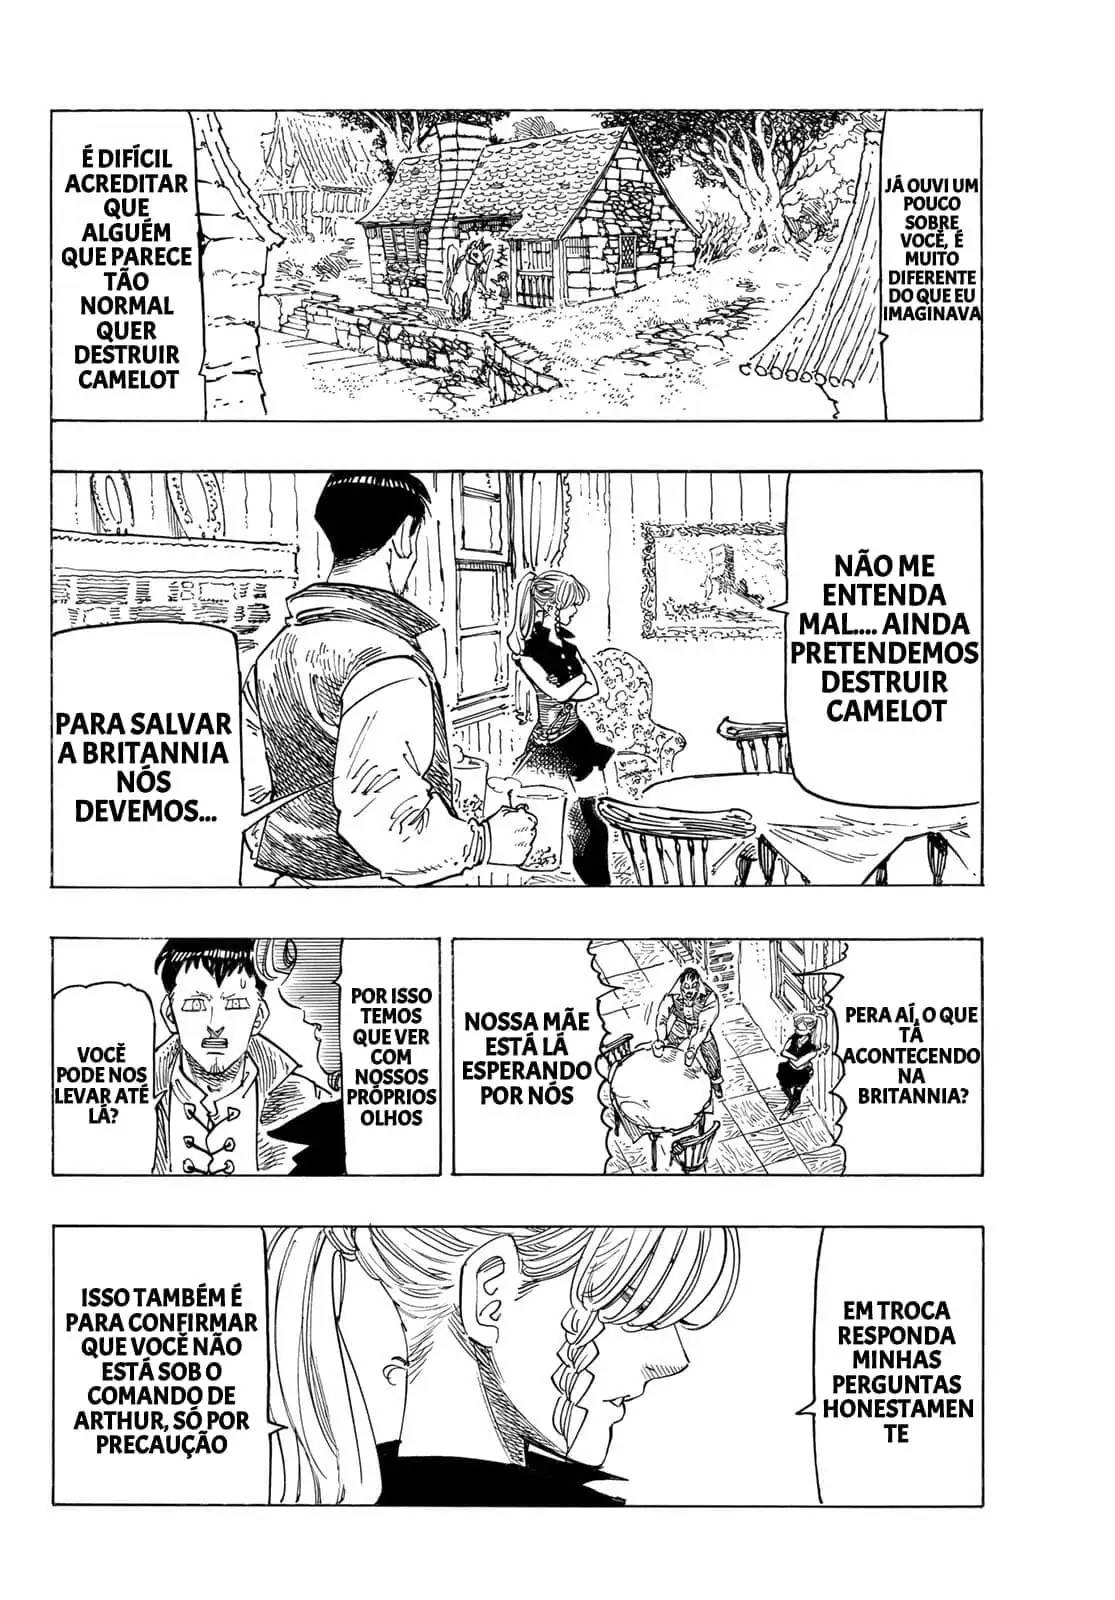 JÁ OUVI UM
POUCO
SOBRE
VOCÊ, É
MUITO
DIFERENTE
DO QUE EU
IMAGINAVA
É DIFÍCIL
ACREDITAR
QUE
ALGUÉM
QUE PARECE
TÃO
NORMAL
QUER
DESTRUIR
CAMELOT
NÃO ME
ENTENDA
MAL.... AINDA
PRETENDEMOS
DESTRUIR
CAMELOT
PARA SALVAR
A BRITANNIA
NÓS
DEVEMOS...
PERA AÍ, O QUE
TÁ
ACONTECENDO
NA
BRITANNIA?
NOSSA MÃE
ESTÁ LÁ
ESPERANDO
POR NÓS
POR ISSO
TEMOS
QUE VER
COM
NOSSOS
PRÓPRIOS
OLHOS
VOCÊ
PODE NOS
LEVAR ATÉ
LÁ?
EM TROCA
RESPONDA
MINHAS
PERGUNTAS
HONESTAMEN
TE
ISSO TAMBÉM É
PARA CONFIRMAR
QUE VOCÊ NÃO
ESTÁ SOB O
COMANDO DE
ARTHUR, SÓ POR
PRECAUÇÃO